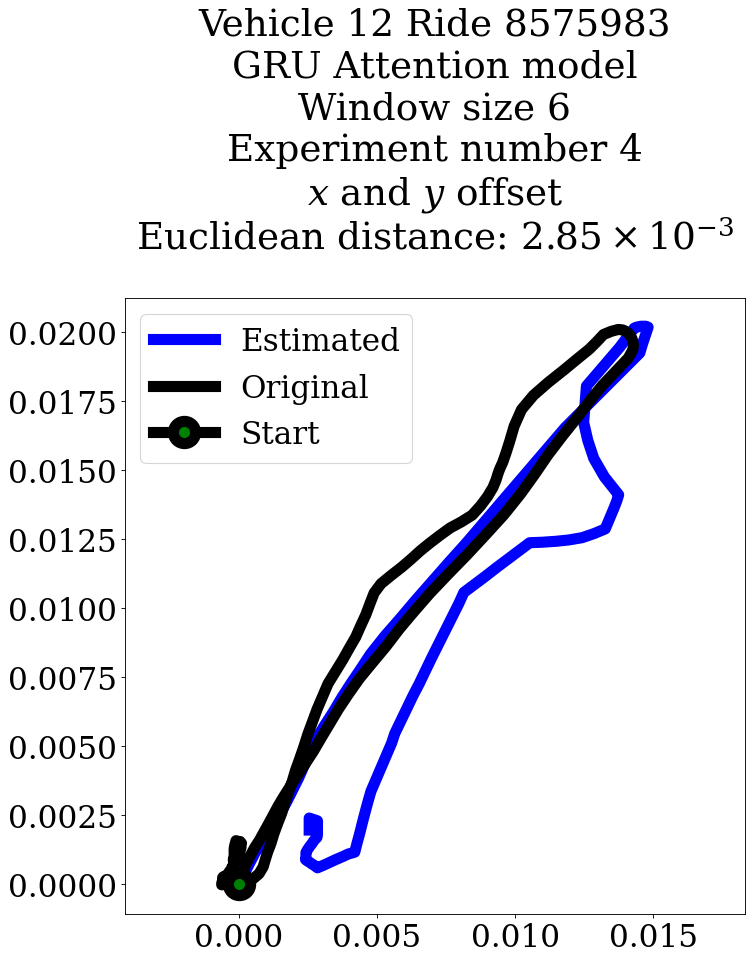 Vehicle 12 Ride 8575983
GRU Attention model
Window size 6
Experiment number 4
x and y offset
Euclidean distance: 2.85 × 10⁻³
Estimated
Original
Start
0.0200
0.0175
0.0150
0.0125
0.0100
0.0075
0.0050
0.0025
0.0000
0.000 0.005 0.010 0.015